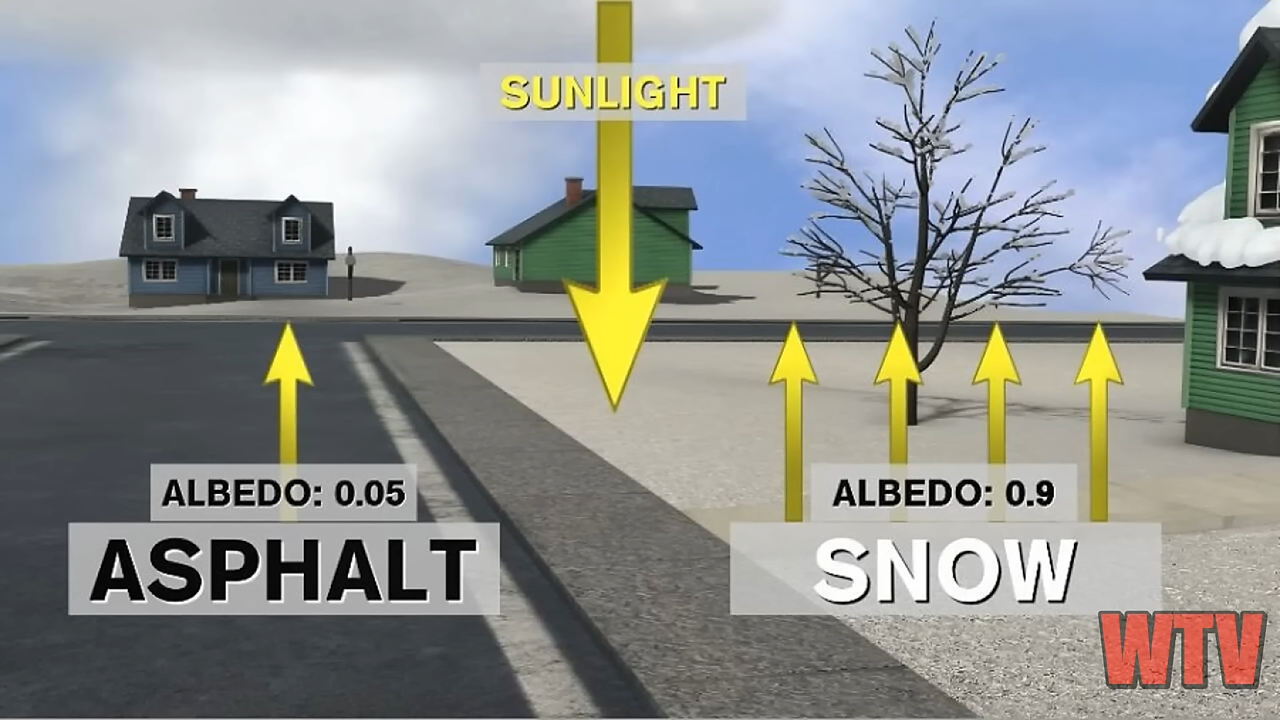 SUNLIGHT
ALBEDO: 0.05
ASPHALT
ALBEDO: 0.9
SNOW
WTV